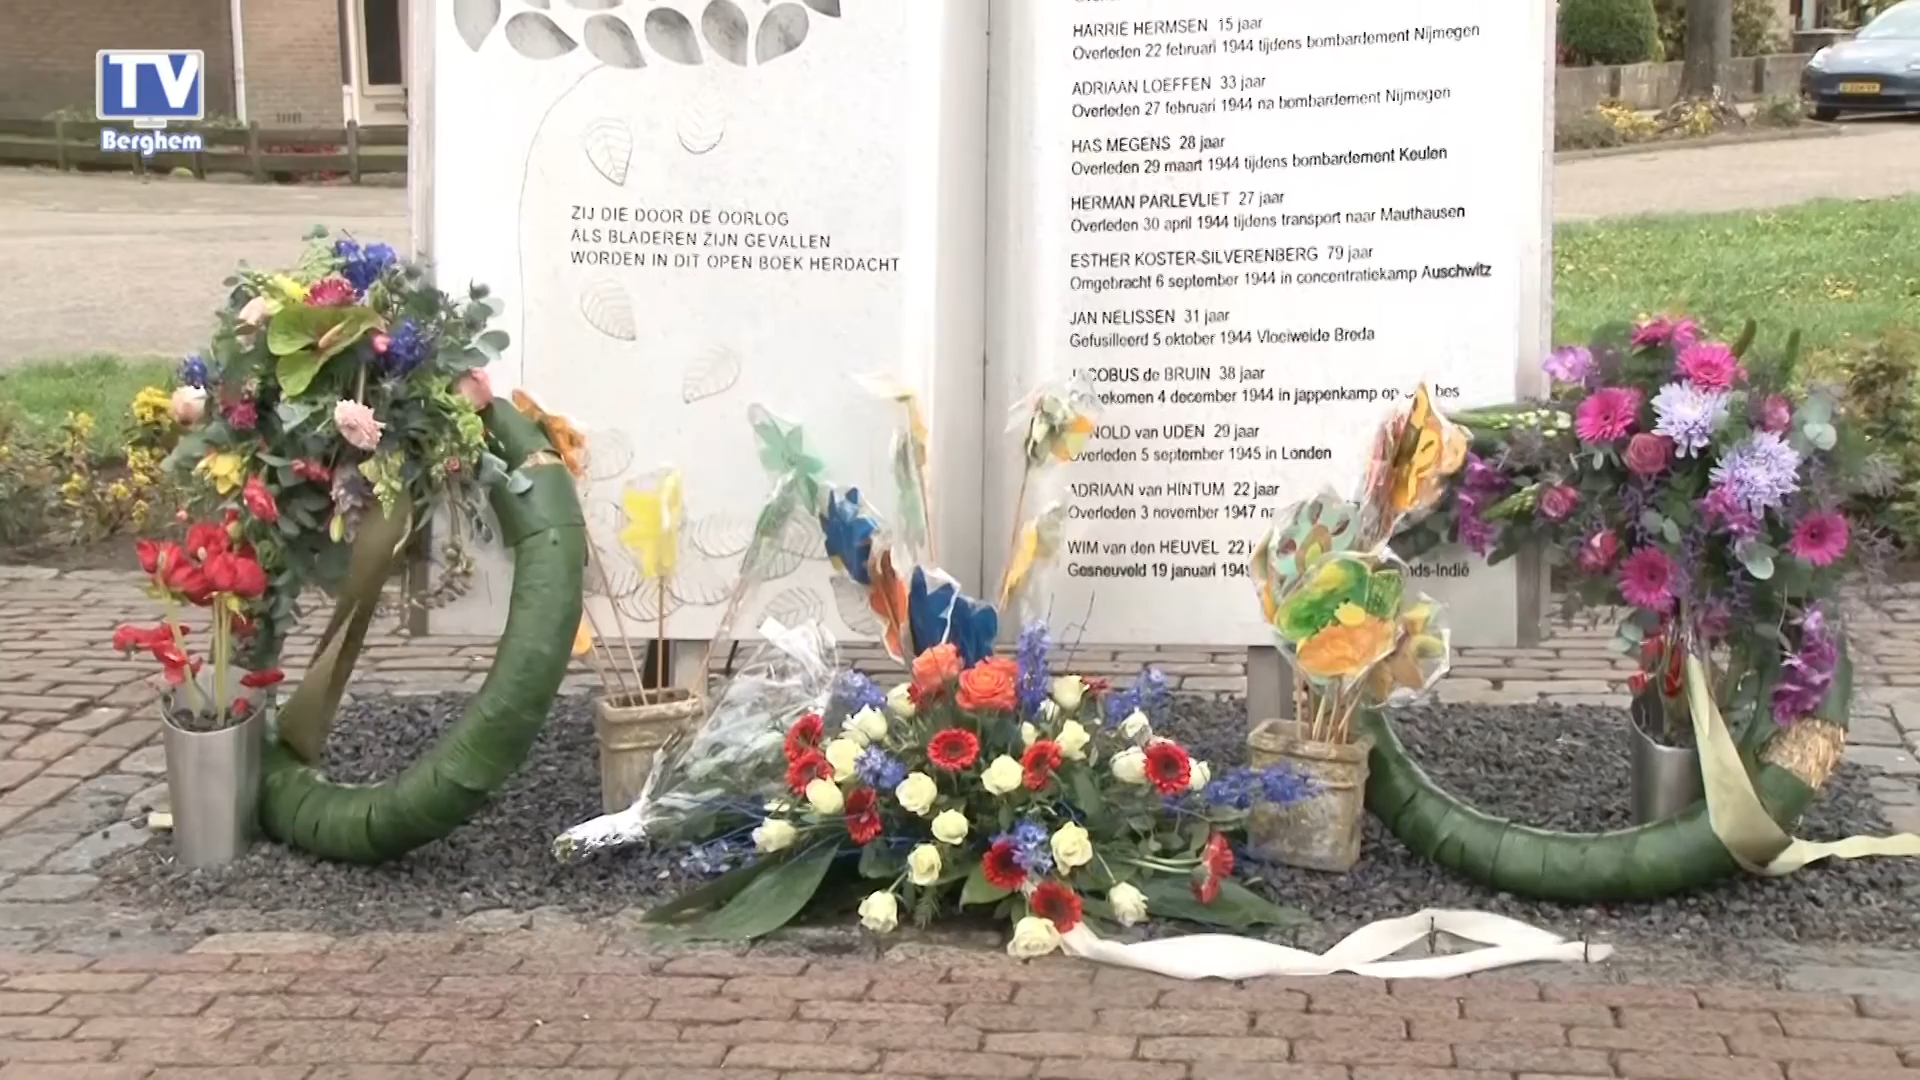 TV
Berghem
ZIJ DIE DOOR DE OORLOG
ALS BLADEREN ZIJN GEVALLEN
WORDEN IN DIT OPEN BOEK HERDACHT
HARRIE HERMSEN 15 jaar
Overleden 22 februari 1944 tijdens bombardement Nijmegen
ADRIAAN LOEFFEN 33 jaar
Overleden 27 februari 1944 na bombardement Nijmegen
HAS MEGENS 28 jaar
Overleden 29 maart 1944 tijdens bombardement Keulen
HERMAN PARLEVLIET 27 jaar
Overleden 30 april 1944 tijdens transport naar Mauthausen
ESTHER KOSTER-SILVERENBERG 79 jaar
Omgebracht 6 september 1944 in concentratiekamp Auschwitz
JAN NELISSEN 31 jaar
Gefusilleerd 5 oktober 1944 Vloeiweide Breda
JACOBUS de BRUIN 38 jaar
4 december 1944 in jappenkamp op
van UDEN 29 jaar
Overleden 5 september 1945 in Londen
ADRIAAN van HINTUM 22 jaar
Overleden 3 november 1947
WIM van den HEUVEL 22
Gesneuveld 19 januari